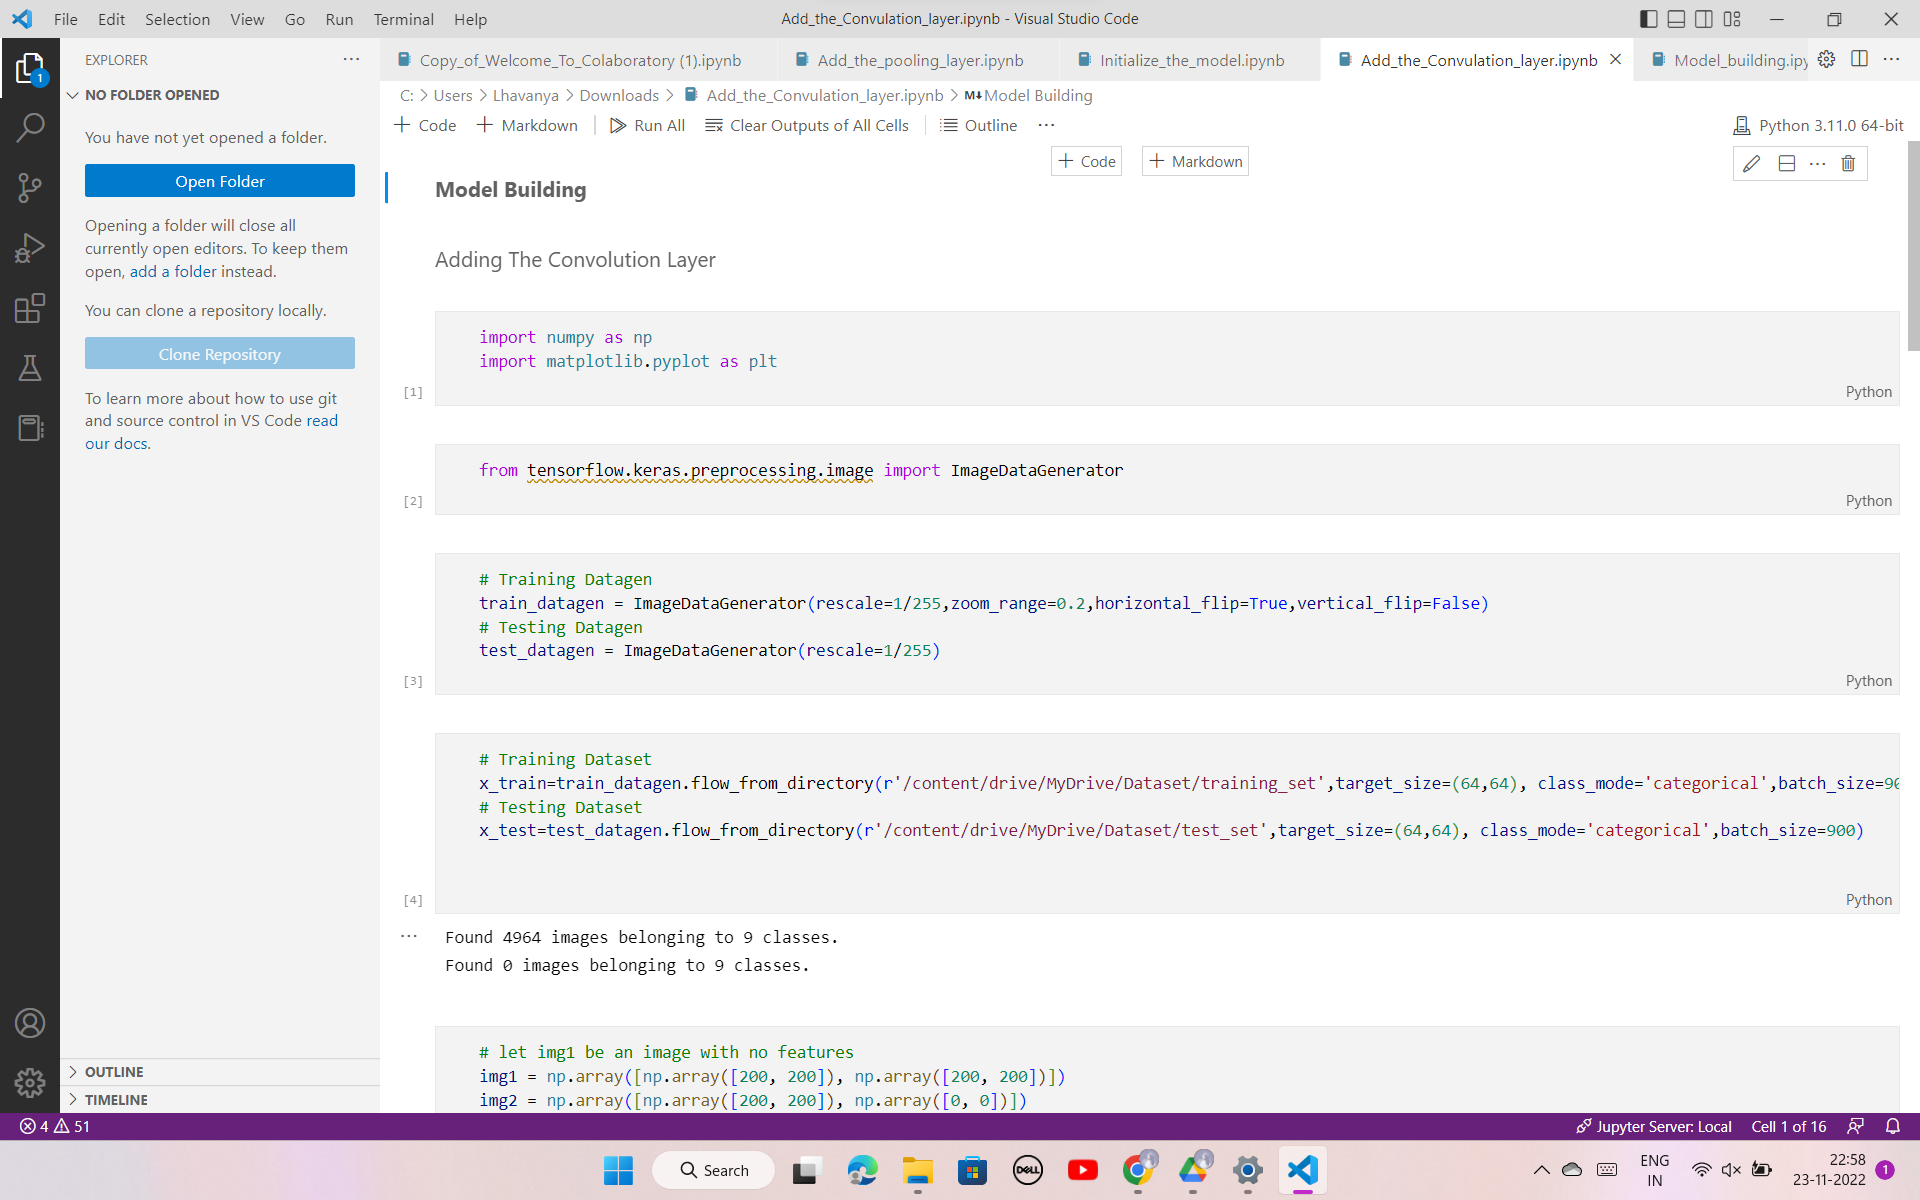 File Edit Selection View Go Run Terminal Help
Add_the_Convulation_layer.ipynb - Visual Studio Code
EXPLORER
Copy_of_Welcome_To_Colaboratory (1).ipynb
Add_the_pooling_layer.ipynb
Initialize_the_model.ipynb
Add_the_Convulation_layer.ipynb
Model_building.ipy
1
NO FOLDER OPENED
C: > Users > Lhavanya > Downloads > Add_the_Convulation_layer.ipynb > M↓Model Building
+ Code + Markdown Run All Clear Outputs of All Cells Outline ···
Python 3.11.0 64-bit
You have not yet opened a folder.
Open Folder
Opening a folder will close all
currently open editors. To keep them
open, add a folder instead.
You can clone a repository locally.
Clone Repository
To learn more about how to use git
and source control in VS Code read
our docs.
+ Code + Markdown
Model Building
Adding The Convolution Layer
import numpy as np
import matplotlib.pyplot as plt
[1]
Python
from tensorflow.keras.preprocessing.image import ImageDataGenerator
[2]
Python
# Training Datagen
train_datagen = ImageDataGenerator(rescale=1/255,zoom_range=0.2,horizontal_flip=True,vertical_flip=False)
# Testing Datagen
test_datagen = ImageDataGenerator(rescale=1/255)
[3]
Python
# Training Dataset
x_train=train_datagen.flow_from_directory(r'/content/drive/MyDrive/Dataset/training_set',target_size=(64,64), class_mode='categorical',batch_size=90
# Testing Dataset
x_test=test_datagen.flow_from_directory(r'/content/drive/MyDrive/Dataset/test_set',target_size=(64,64), class_mode='categorical',batch_size=900)
[4]
Python
Found 4964 images belonging to 9 classes.
Found 0 images belonging to 9 classes.
# let img1 be an image with no features
img1 = np.array([np.array([200, 200]), np.array([200, 200])])
img2 = np.array([np.array([200, 200]), np.array([0, 0])])
OUTLINE
TIMELINE
4 51
Jupyter Server: Local
Cell 1 of 16
Search
DELL
ENG
IN
22:58
23-11-2022
1